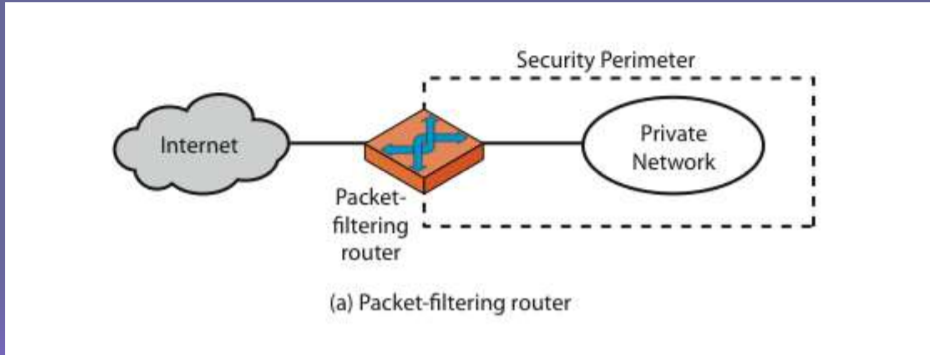 Security Perimeter
Internet
Private
Network
Packet-
filtering
router
(a) Packet-filtering router